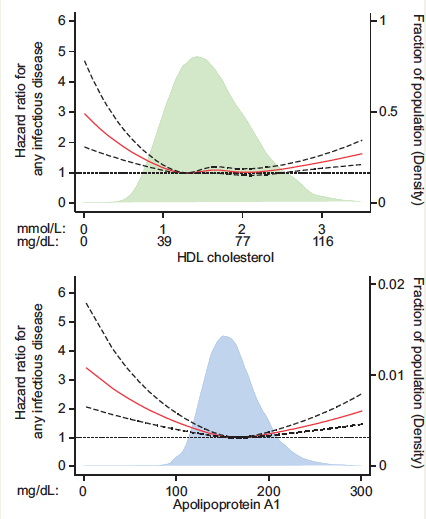 Hazard ratio for
any infectious disease
6
5
4
3
2
1
0
1
0.5
0
Fraction of population (Density)
mmol/L: 0 1 2 3
mg/dL: 0 39 77 116
HDL cholesterol
Hazard ratio for
any infectious disease
6
5
4
3
2
1
0
0.02
0.01
0
Fraction of population (Density)
mg/dL: 0 100 200 300
Apolipoprotein A1